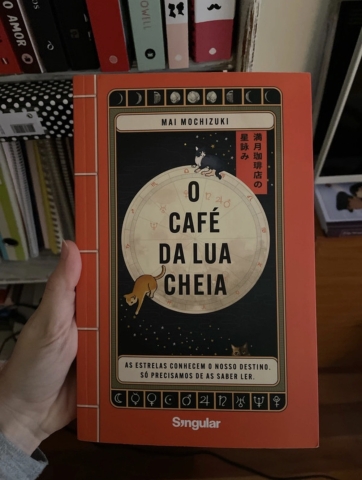 O AMOR
MAI MOCHIZUKI
満月珈琲店の
星詠み
O
CAFÉ
DA LUA
CHEIA
AS ESTRELAS CONHECEM O NOSSO DESTINO.
SÓ PRECISAMOS DE AS SABER LER.
Singular